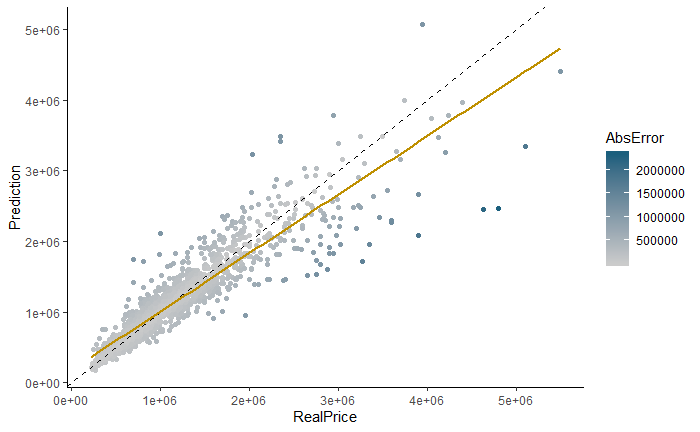 5e+06
4e+06
3e+06
2e+06
1e+06
0e+00
Prediction
0e+00 1e+06 2e+06 3e+06 4e+06 5e+06
RealPrice
AbsError
2000000
1500000
1000000
500000